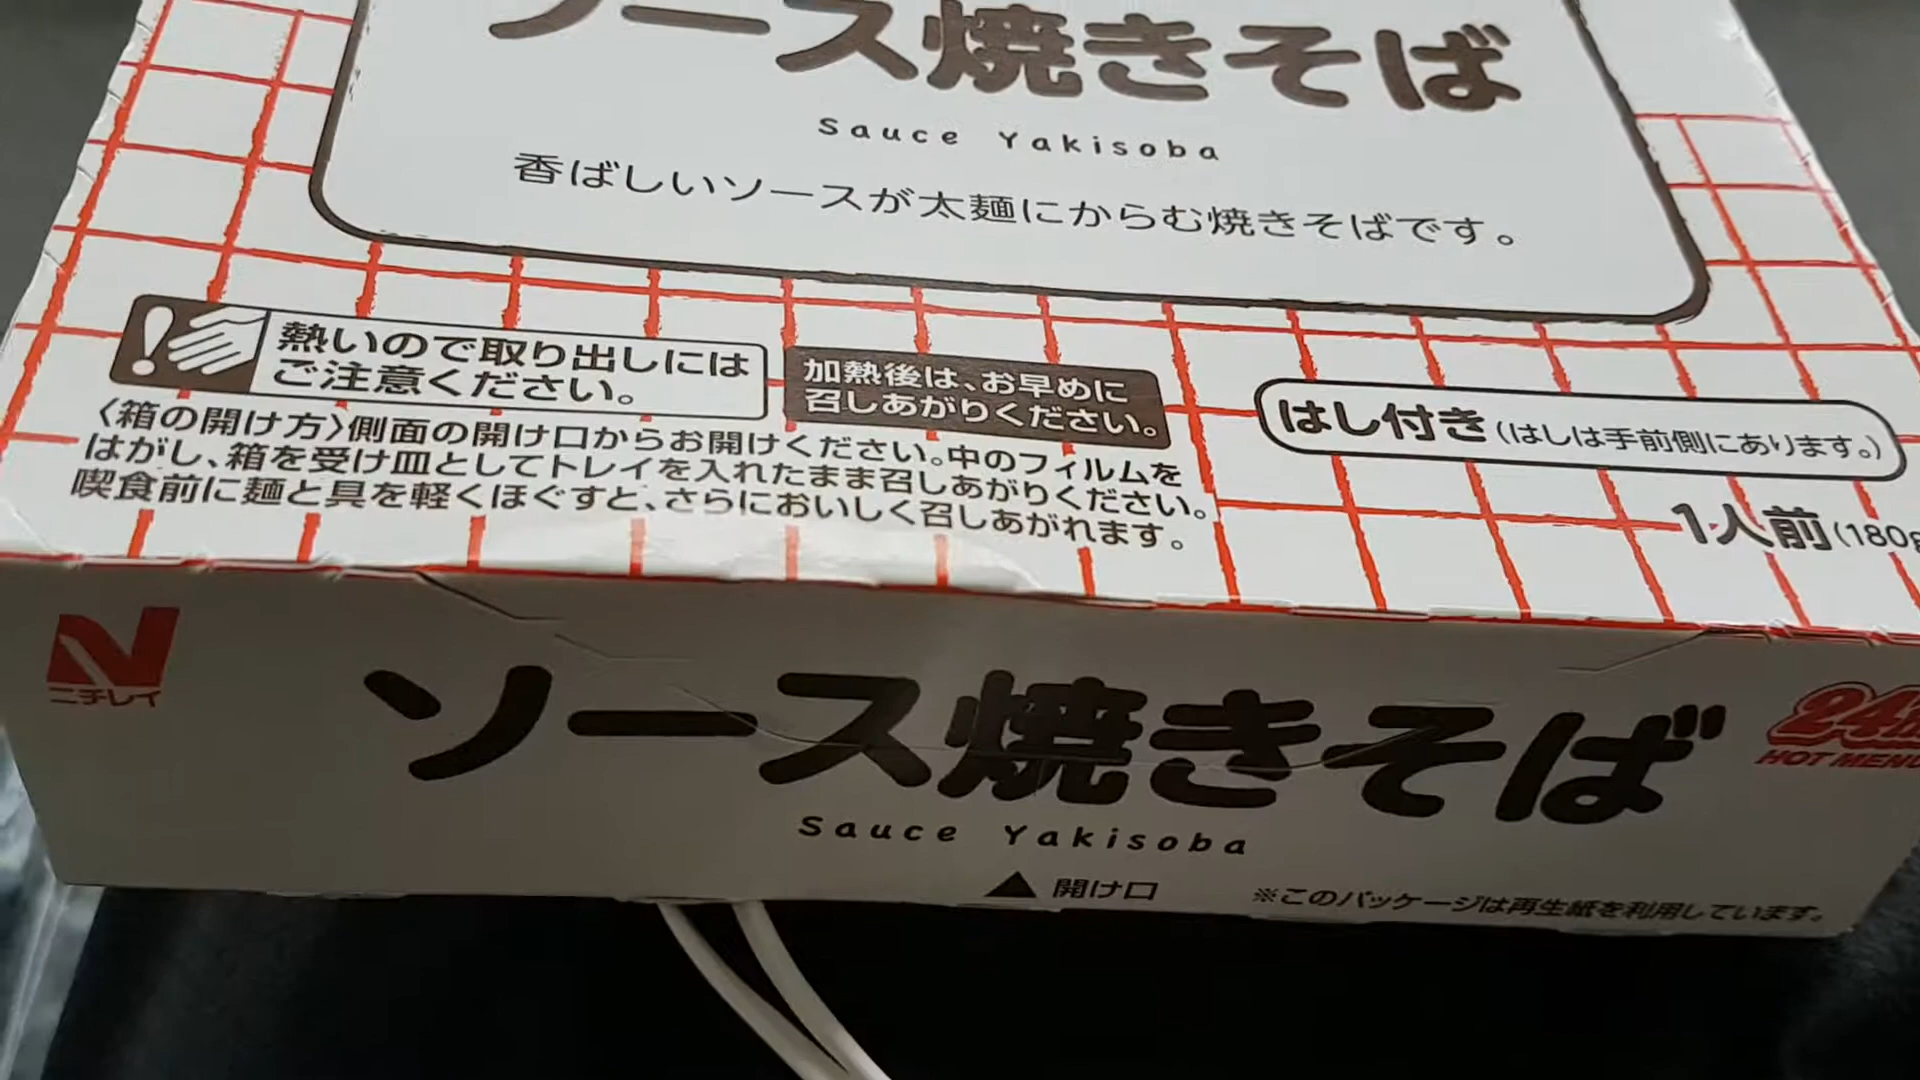 ソース焼きそば
Sauce Yakisoba
香ばしいソースが太麺にからむ焼きそばです。
熱いので取り出しには
ご注意ください。
加熱後は、お早めに
召しあがりください。
はし付き(はしは手前側にあります。)
〈箱の開け方〉側面の開け口からお開けください。中のフィルムを
はがし、箱を受け皿としてトレイを入れたまま召しあがりください。
喫食前に麺と具を軽くほぐすと、さらにおいしく召しあがれます。
1人前(180g
ニチレイ
ソース焼きそば
24
HOT MENU
Sauce Yakisoba
▲開け口
※このパッケージは再生紙を利用しています。